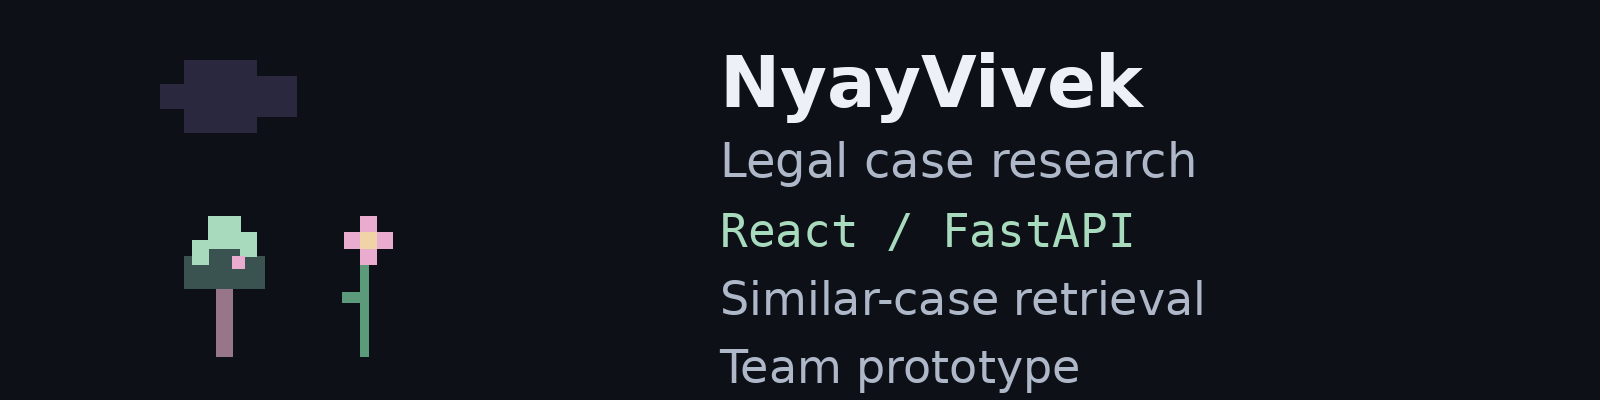 NyayVivek
Legal case research
React / FastAPI
Similar-case retrieval
Team prototype